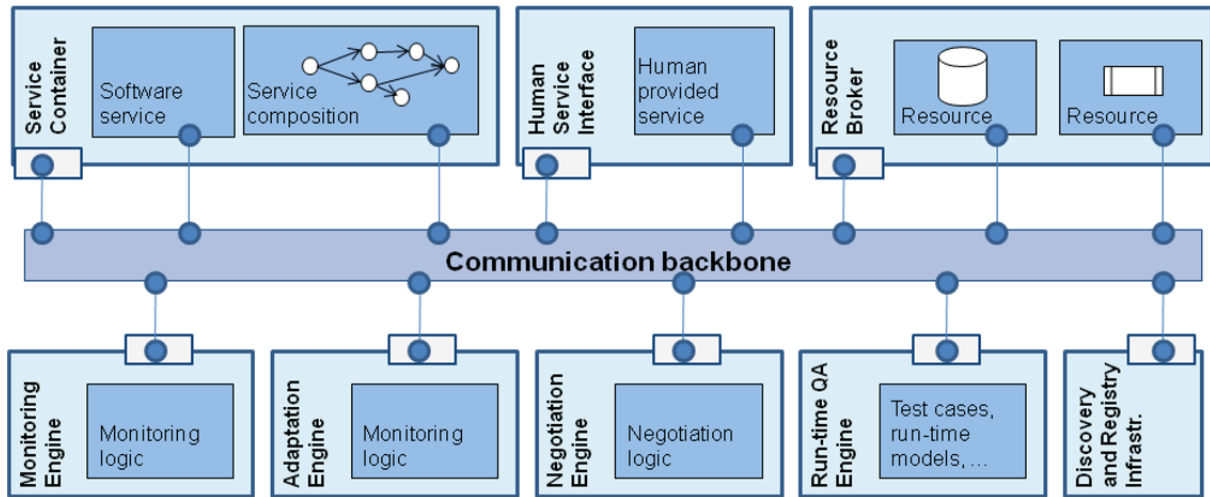 Service
Container
Software
service
Service
composition
Human
Service
Interface
Human
provided
service
Resource
Broker
Resource
Resource
Communication backbone
Monitoring
Engine
Monitoring
logic
Adaptation
Engine
Monitoring
logic
Negotiation
Engine
Negotiation
logic
Run-time QA
Engine
Test cases,
run-time
models, ...
Discovery
and Registry
Infrastr.